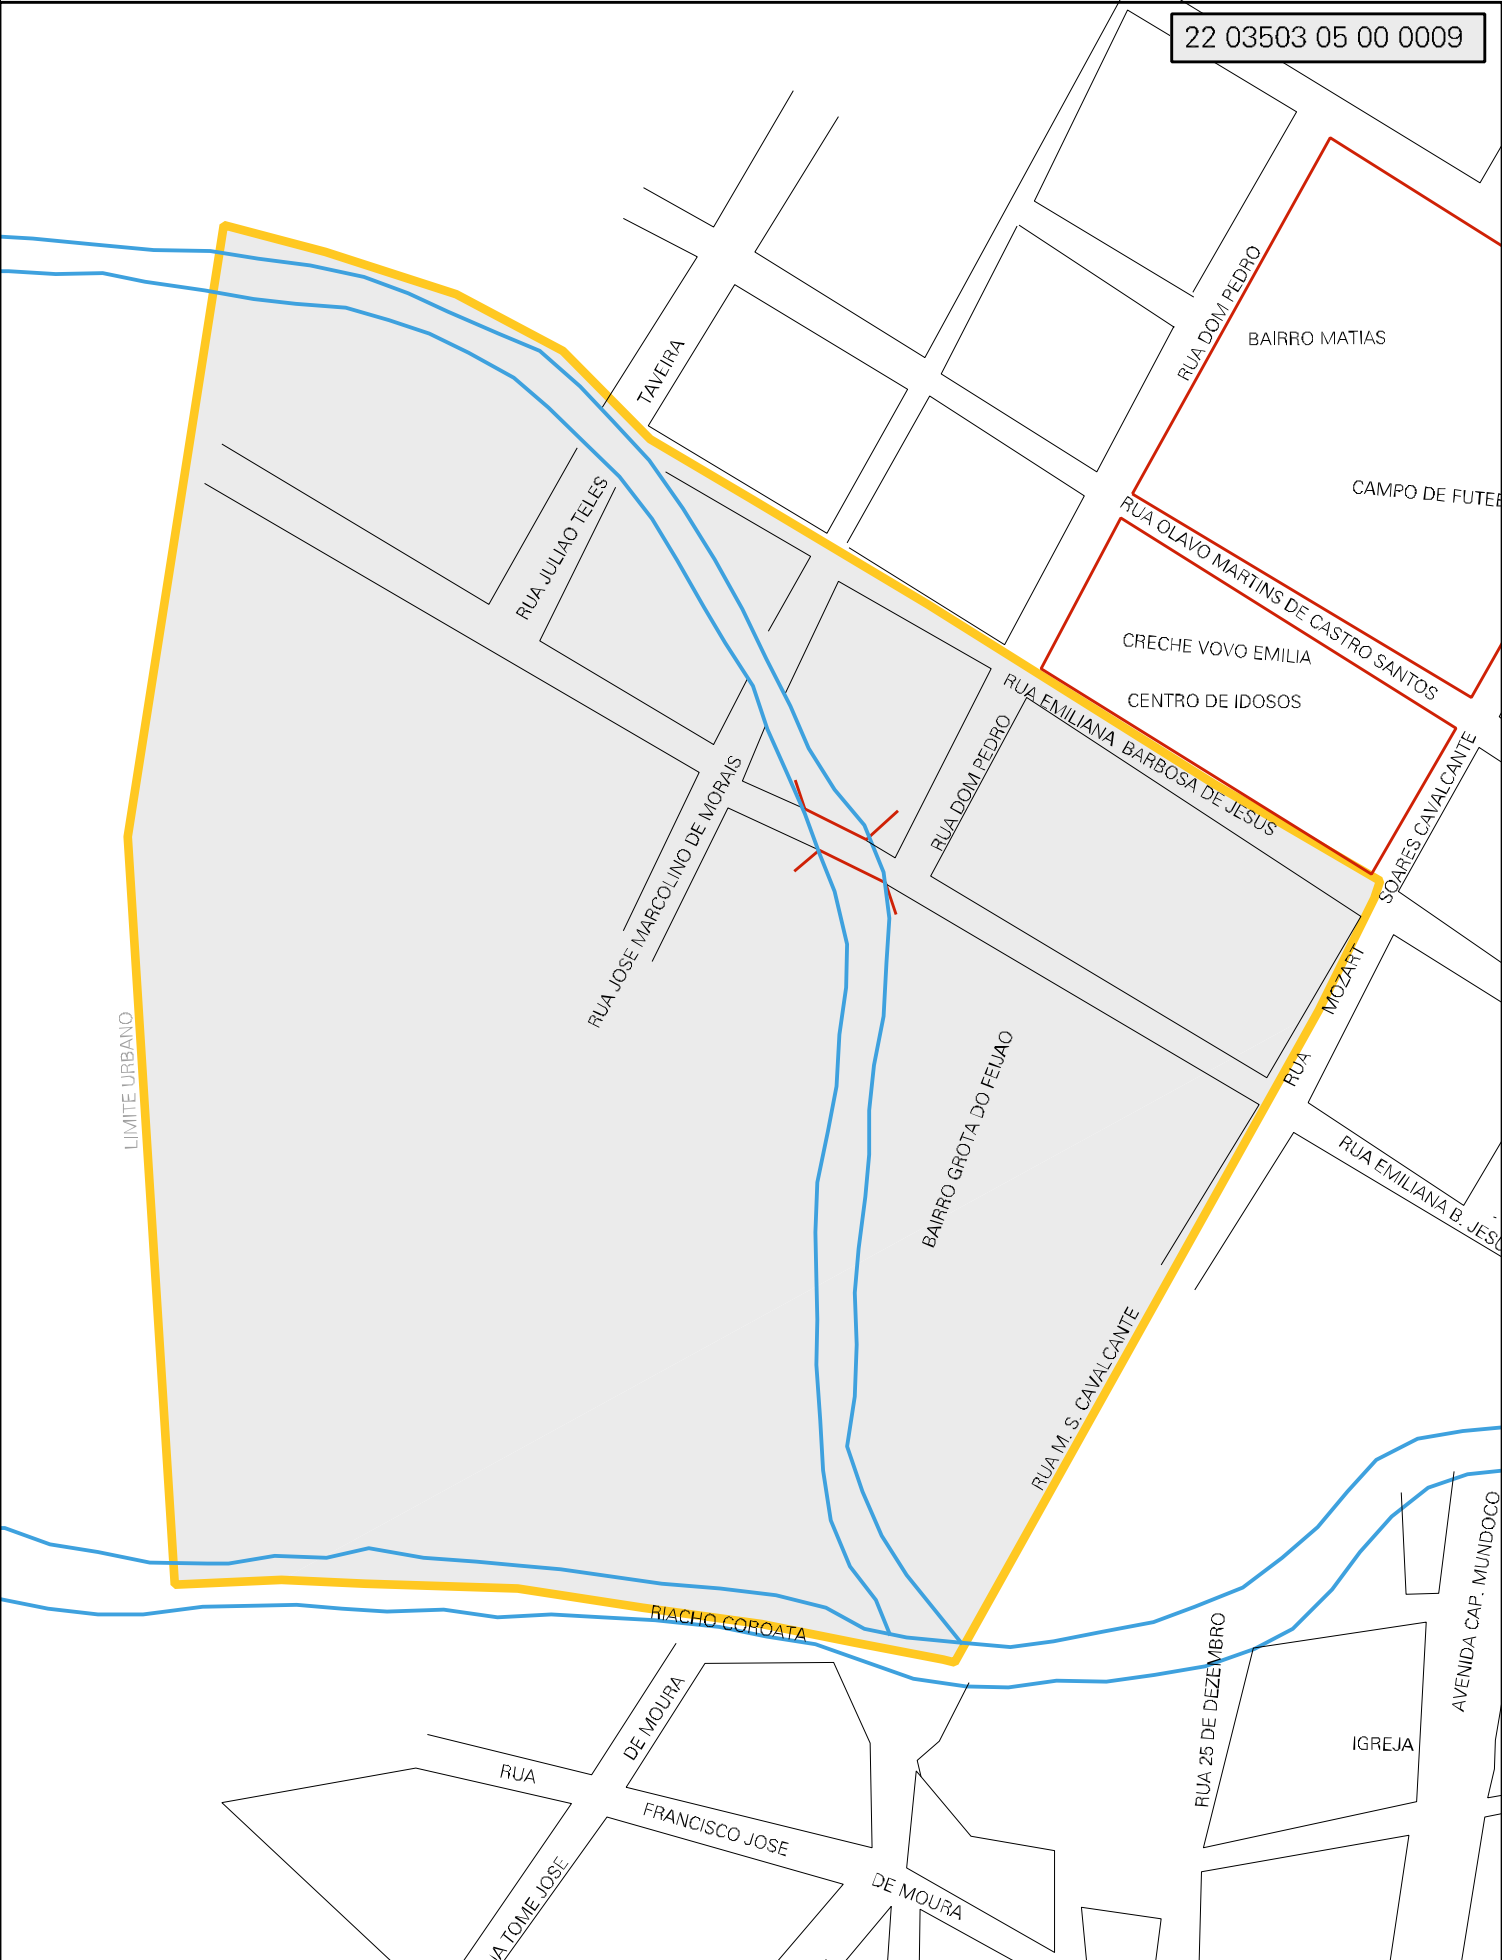 22 03503 05 00 0009
RUA DOM PEDRO
BAIRRO MATIAS
TAVEIRA
CAMPO DE FUTEB
RUA OLAVO MARTINS DE CASTRO SANTOS
RUA JULIAO TELES
CRECHE VOVO EMILIA
CENTRO DE IDOSOS
RUA EMILIANA BARBOSA DE JESUS
RUA DOM PEDRO
SOARES CAVALCANTE
RUA JOSE MARCOLINO DE MORAIS
MOZART
RUA
LIMITE URBANO
BAIRRO GROTA DO FEIJAO
RUA EMILIANA B. JESU
RUA M. S. CAVALCANTE
AVENIDA CAP. MUNDOCO
RIACHO COROATA
RUA 25 DE DEZEMBRO
DE MOURA
IGREJA
RUA
FRANCISCO JOSE
DE MOURA
A TOME JOSE